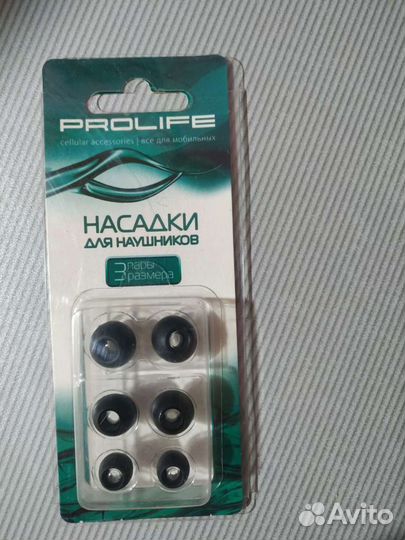 PROLIFE
cellular accessories | все для мобильных
НАСАДКИ
ДЛЯ НАУШНИКОВ
3 пары
3 размера
Avito